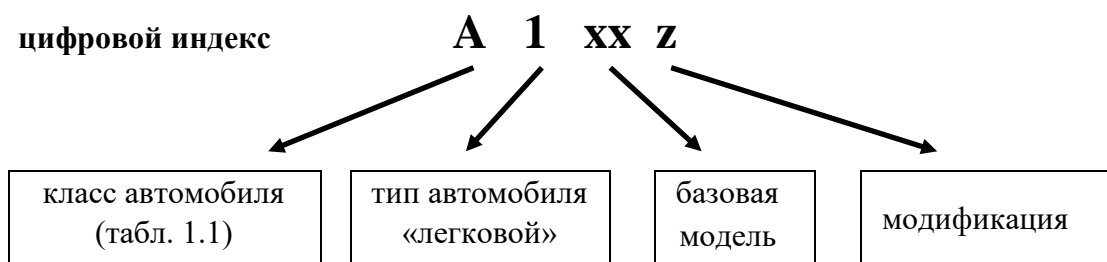 цифровой индекс A 1 xx z
класс автомобиля
(табл. 1.1)
тип автомобиля
«легковой»
базовая
модель
модификация